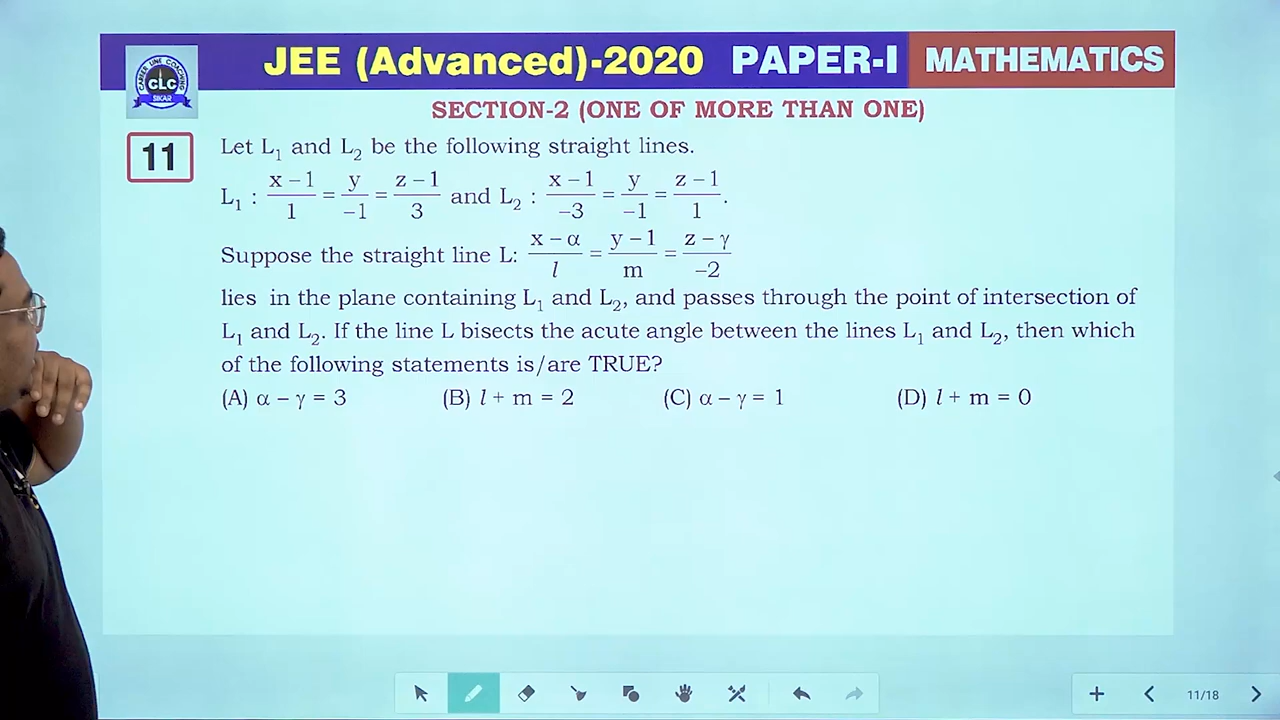 JEE (Advanced)-2020 PAPER-I MATHEMATICS
CLC
SIKAR
SECTION-2 (ONE OF MORE THAN ONE)
11
Let L₁ and L₂ be the following straight lines.
L₁ : (x – 1)/1 = y/–1 = (z – 1)/3 and L₂ : (x – 1)/–3 = y/–1 = (z – 1)/1.
Suppose the straight line L: (x – α)/l = (y – 1)/m = (z – γ)/–2
lies in the plane containing L₁ and L₂, and passes through the point of intersection of
L₁ and L₂. If the line L bisects the acute angle between the lines L₁ and L₂, then which
of the following statements is/are TRUE?
(A) α – γ = 3 (B) l + m = 2 (C) α – γ = 1 (D) l + m = 0
11/18